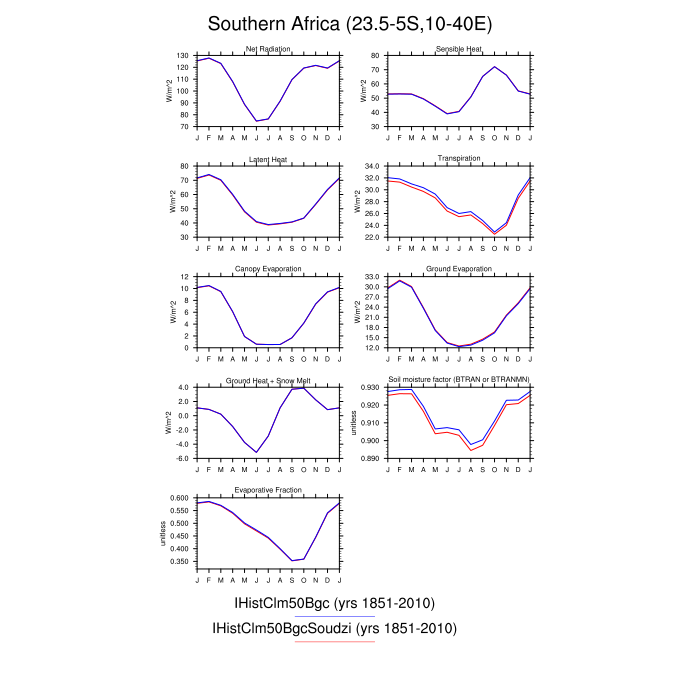 Southern Africa (23.5-5S,10-40E)
Net Radiation
W/m^2
130
120
110
100
90
80
70
J F M A M J J A S O N D J
Sensible Heat
W/m^2
80
70
60
50
40
30
J F M A M J J A S O N D J
Latent Heat
W/m^2
80
70
60
50
40
30
J F M A M J J A S O N D J
Transpiration
W/m^2
34.0
32.0
30.0
28.0
26.0
24.0
22.0
J F M A M J J A S O N D J
Canopy Evaporation
W/m^2
12
10
8
6
4
2
0
J F M A M J J A S O N D J
Ground Evaporation
W/m^2
33.0
30.0
27.0
24.0
21.0
18.0
15.0
12.0
J F M A M J J A S O N D J
Ground Heat + Snow Melt
W/m^2
4.0
2.0
0.0
-2.0
-4.0
-6.0
J F M A M J J A S O N D J
Soil moisture factor (BTRAN or BTRANMN)
unitless
0.930
0.920
0.910
0.900
0.890
J F M A M J J A S O N D J
Evaporative Fraction
unitless
0.600
0.550
0.500
0.450
0.400
0.350
J F M A M J J A S O N D J
IHistClm50Bgc (yrs 1851-2010)
IHistClm50BgcSoudzi (yrs 1851-2010)